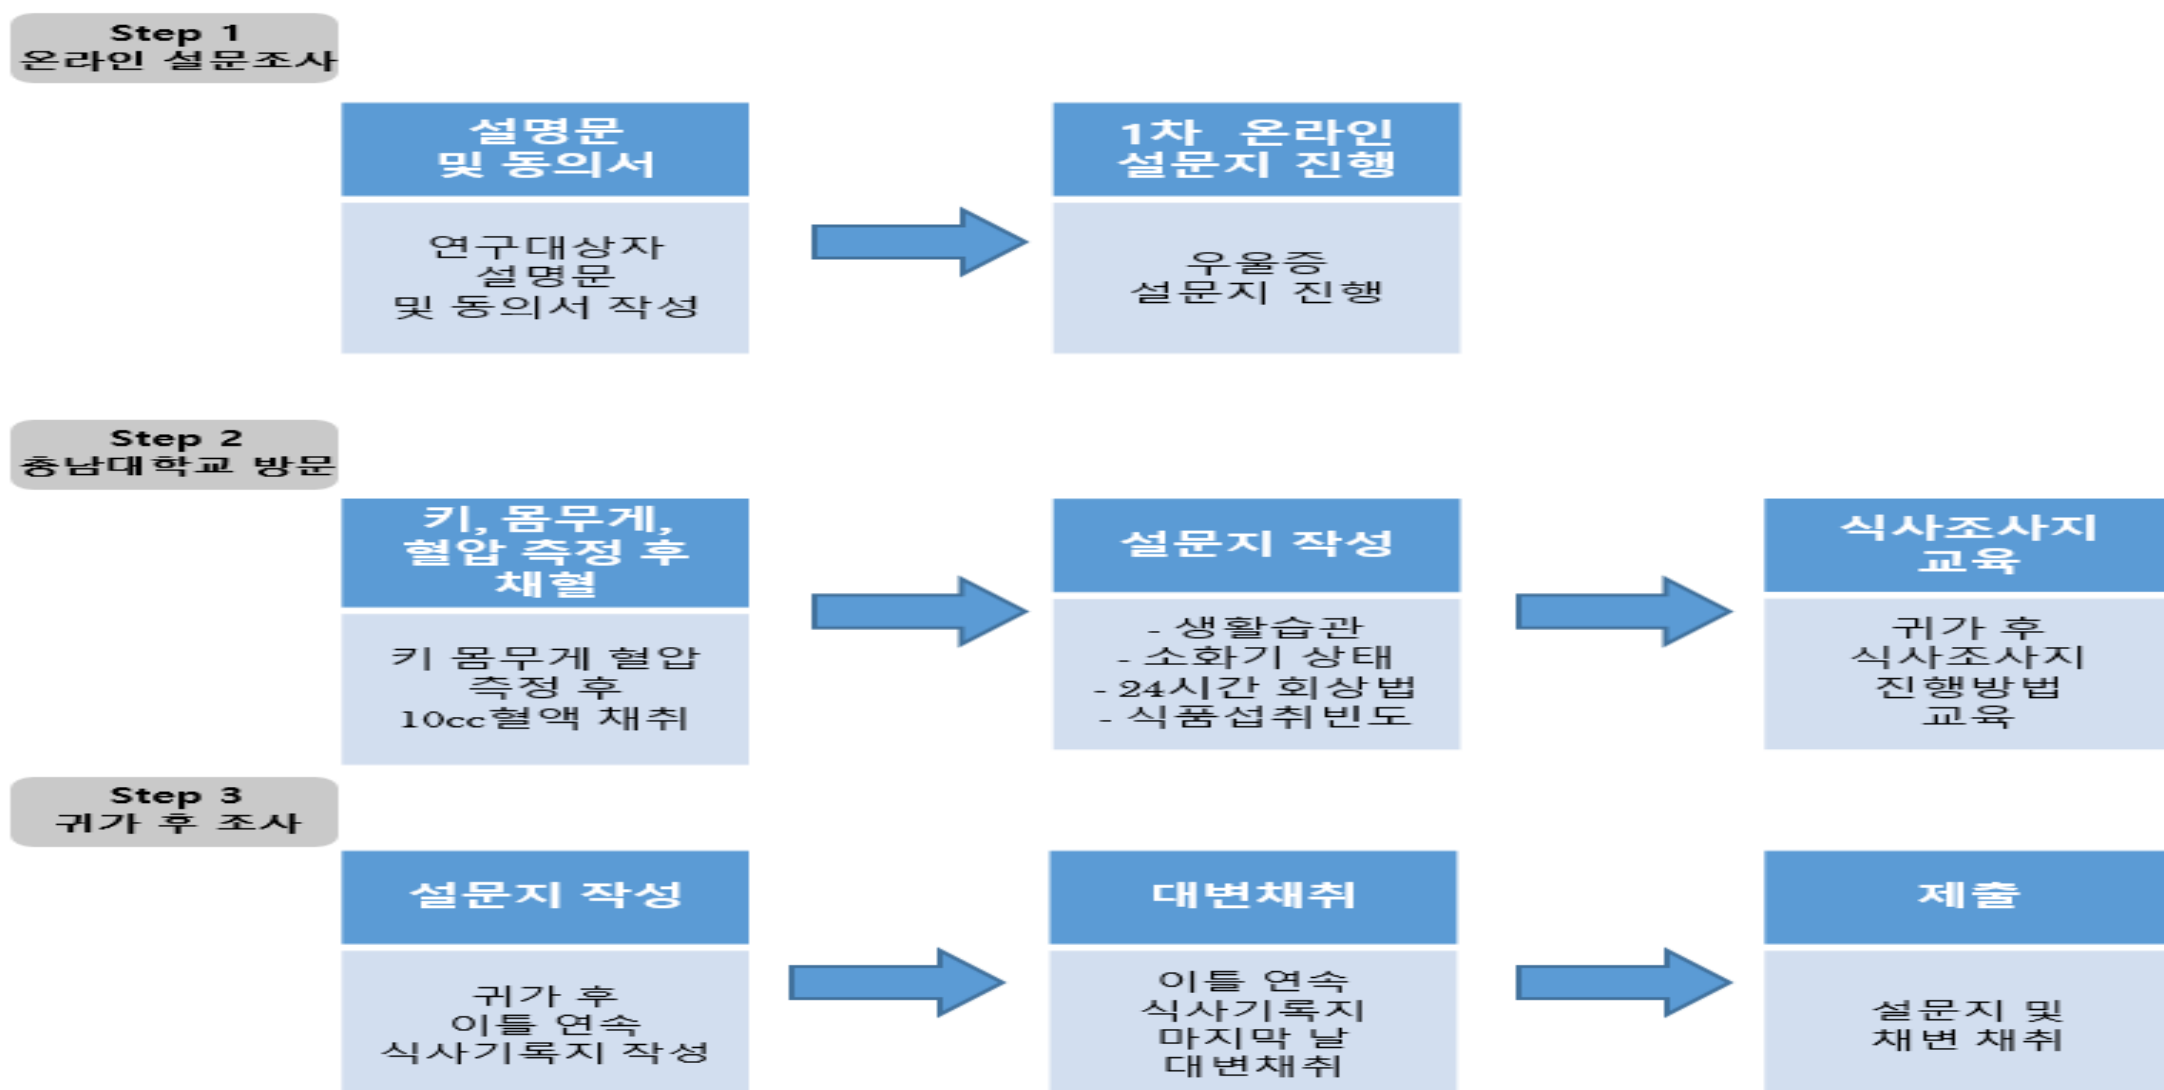 Step 1
온라인 설문조사
설명문
및 동의서
연구대상자
설명문
및 동의서 작성
1차 온라인
설문지 진행
우울증
설문지 진행
Step 2
충남대학교 방문
키, 몸무게,
혈압 측정 후
채혈
키 몸무게 혈압
측정 후
10cc혈액 채취
설문지 작성
- 생활습관
- 소화기 상태
- 24시간 회상법
- 식품섭취빈도
식사조사지
교육
귀가 후
식사조사지
진행방법
교육
Step 3
귀가 후 조사
설문지 작성
귀가 후
이틀 연속
식사기록지 작성
대변채취
이틀 연속
식사기록지
마지막 날
대변채취
제출
설문지 및
채변 채취